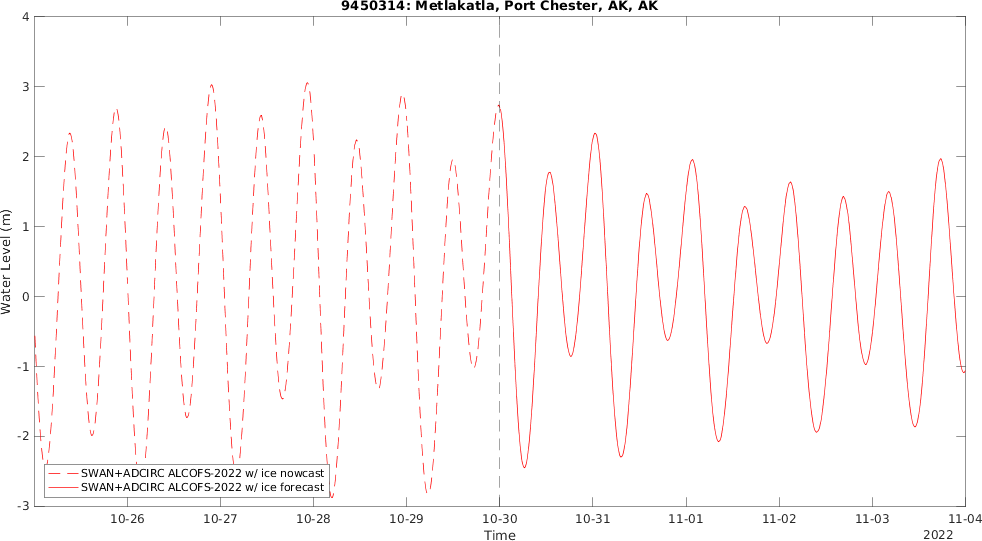 9450314: Metlakatla, Port Chester, AK, AK
Water Level (m)
4
3
2
1
0
-1
-2
-3
SWAN+ADCIRC ALCOFS-2022 w/ ice nowcast
SWAN+ADCIRC ALCOFS-2022 w/ ice forecast
10-26 10-27 10-28 10-29 10-30 10-31 11-01 11-02 11-03 11-04
Time
2022